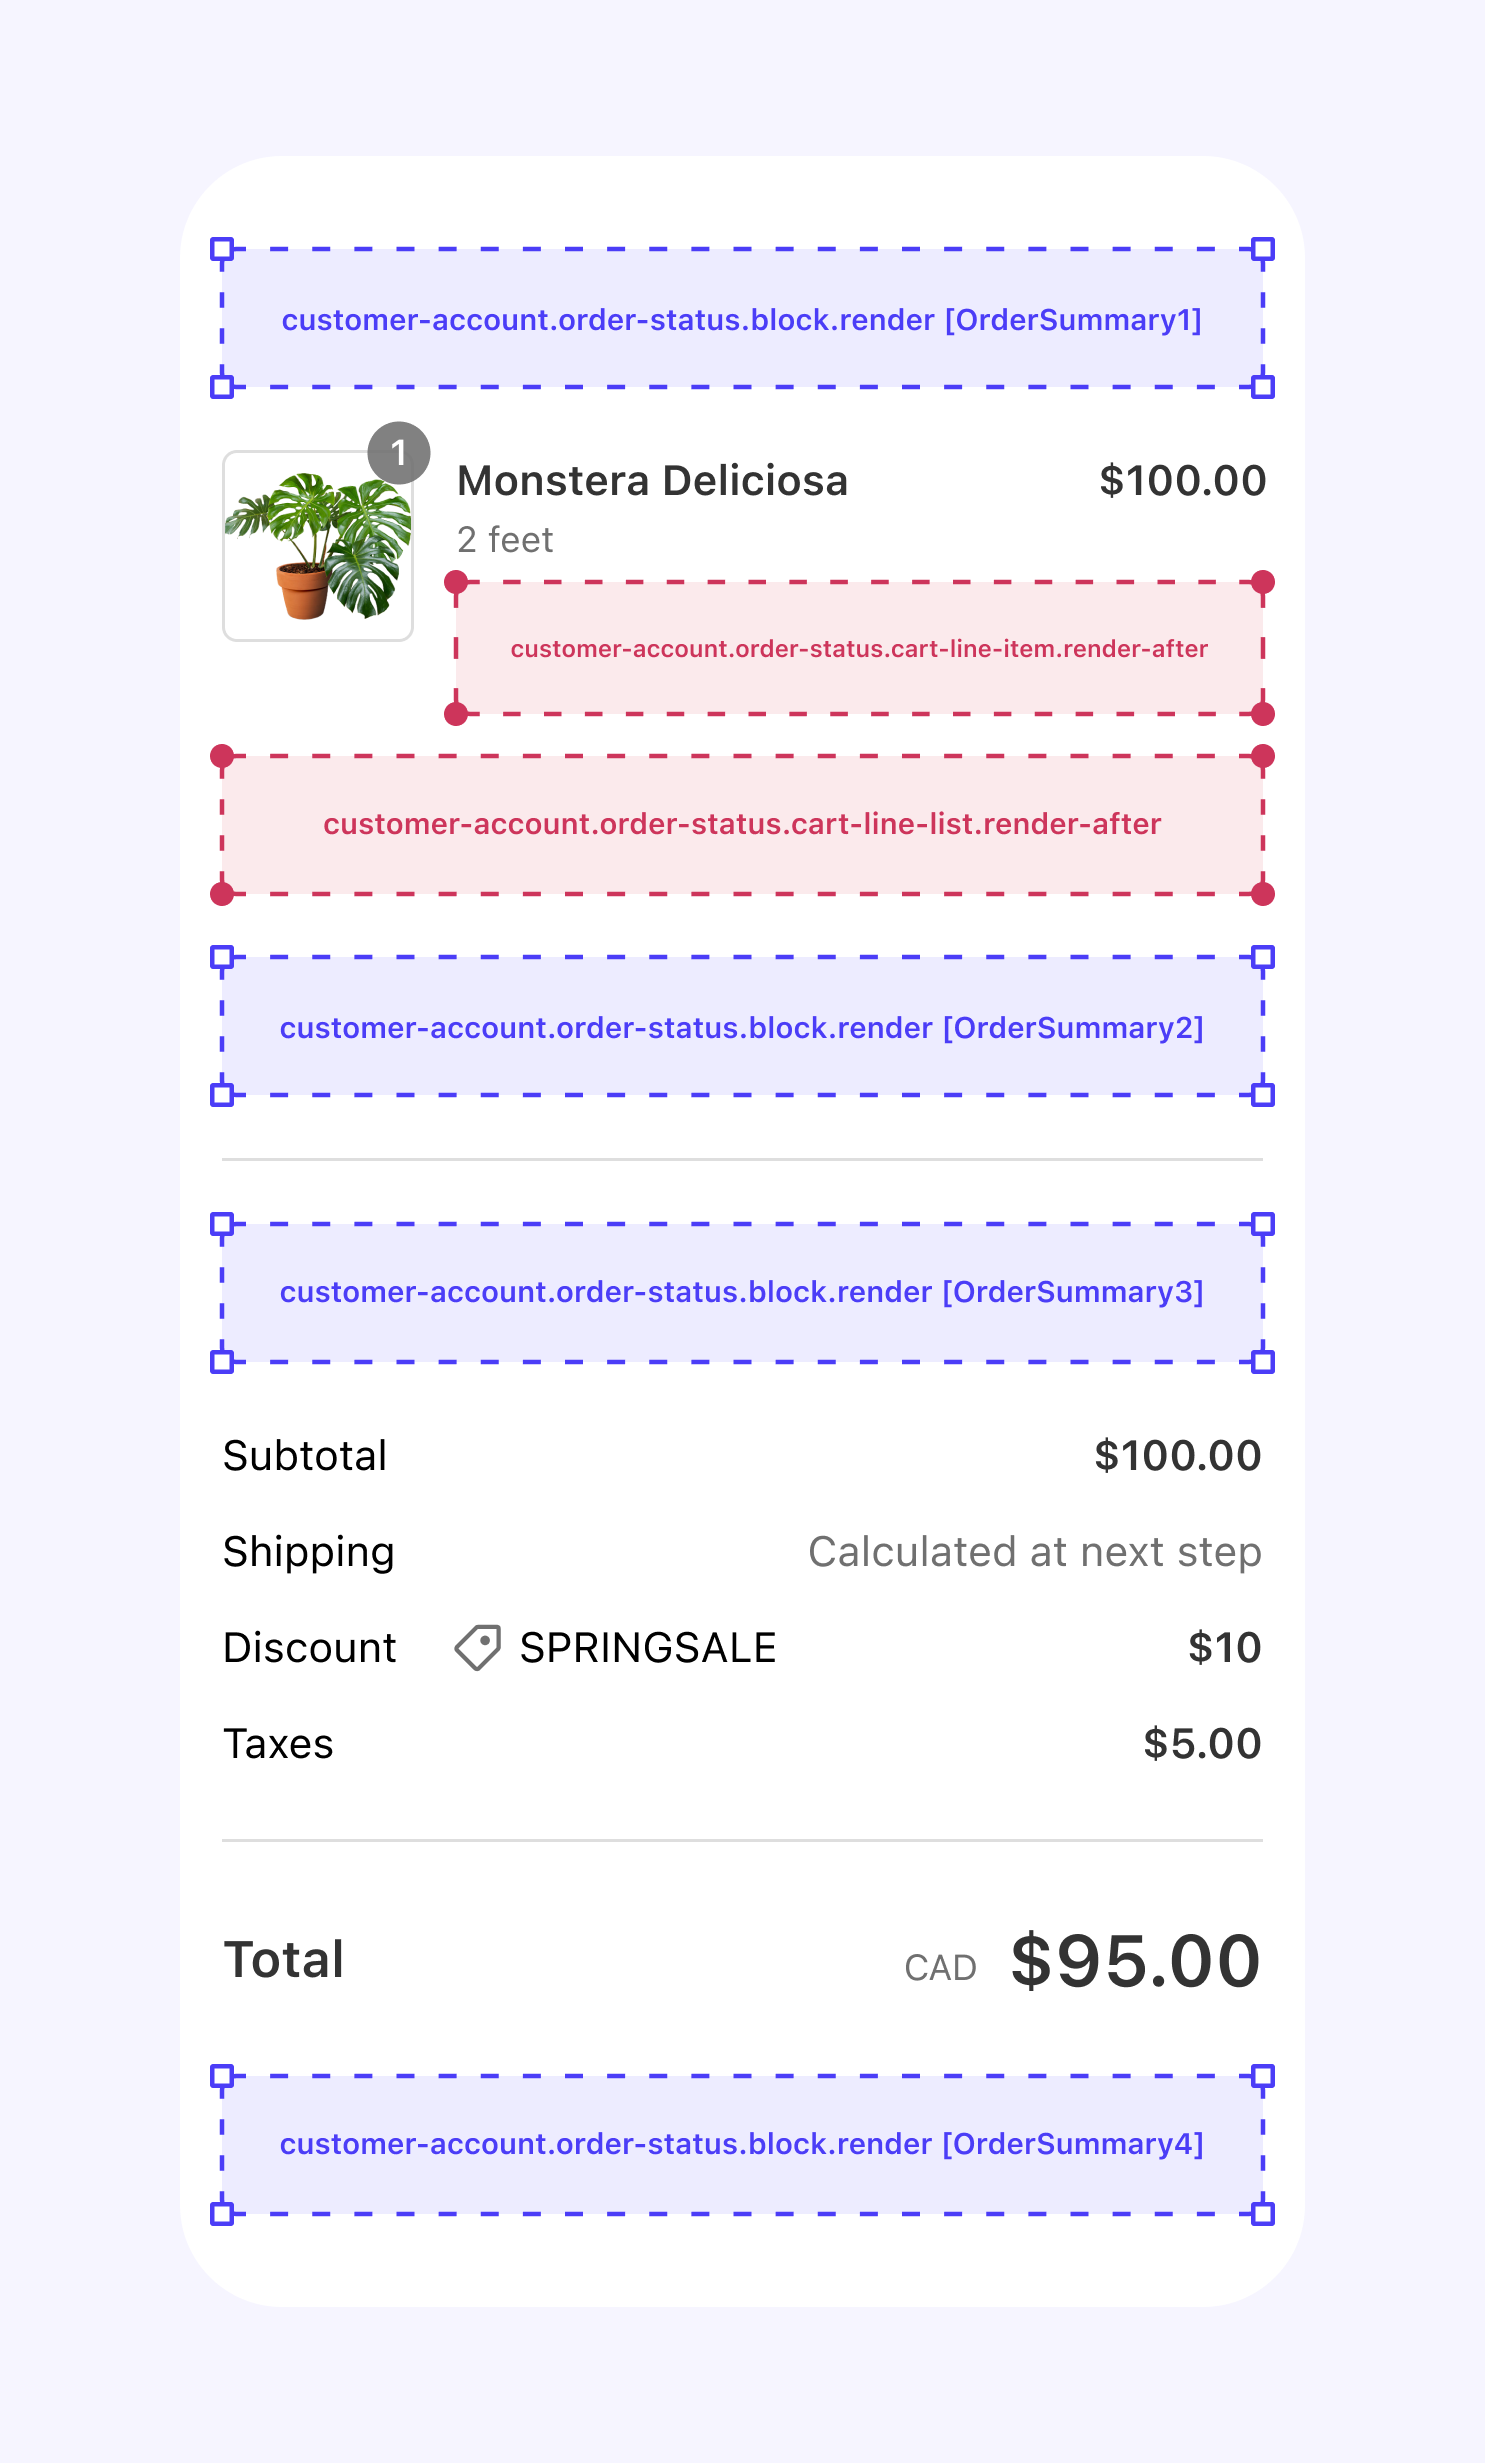 customer-account.order-status.block.render [OrderSummary1]
1
Monstera Deliciosa $100.00
2 feet
customer-account.order-status.cart-line-item.render-after
customer-account.order-status.cart-line-list.render-after
customer-account.order-status.block.render [OrderSummary2]
customer-account.order-status.block.render [OrderSummary3]
Subtotal $100.00
Shipping Calculated at next step
Discount SPRINGSALE $10
Taxes $5.00
Total CAD $95.00
customer-account.order-status.block.render [OrderSummary4]